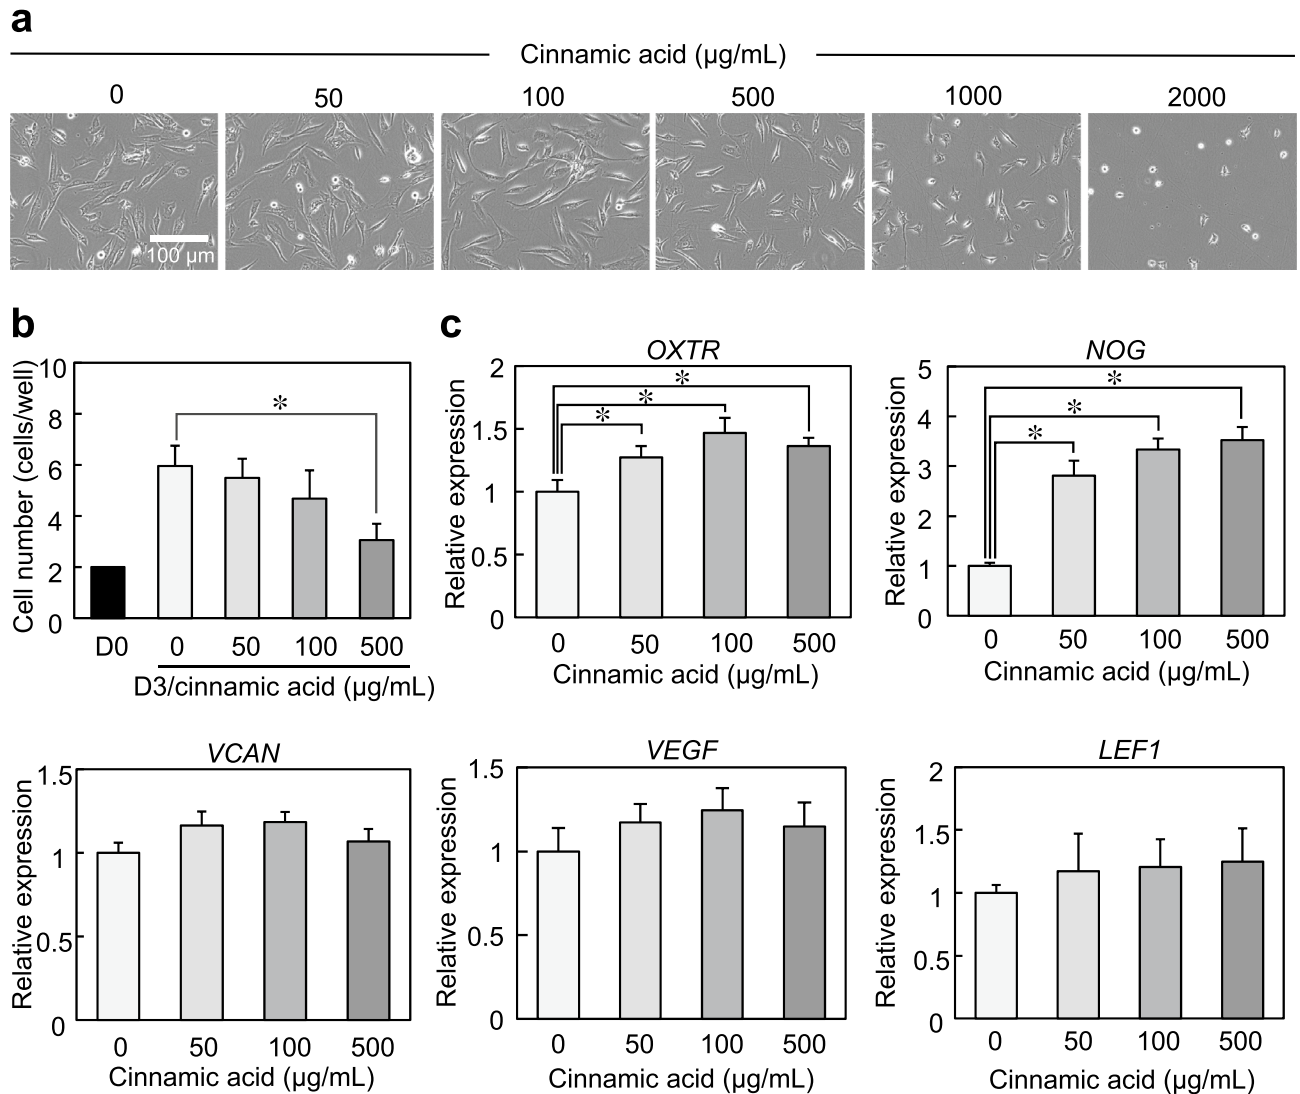 a
Cinnamic acid (µg/mL)
0 50 100 500 1000 2000
100 µm
b
Cell number (cells/well)
10
8
6
4
2
0
*
D0 0 50 100 500
D3/cinnamic acid (µg/mL)
c
OXTR
Relative expression
2
1.5
1
0.5
0
*
*
*
0 50 100 500
Cinnamic acid (µg/mL)
NOG
Relative expression
5
4
3
2
1
0
*
*
*
0 50 100 500
Cinnamic acid (µg/mL)
VCAN
Relative expression
1.5
1
0.5
0
0 50 100 500
Cinnamic acid (µg/mL)
VEGF
Relative expression
1.5
1
0.5
0
0 50 100 500
Cinnamic acid (µg/mL)
LEF1
Relative expression
2
1.5
1
0.5
0
0 50 100 500
Cinnamic acid (µg/mL)